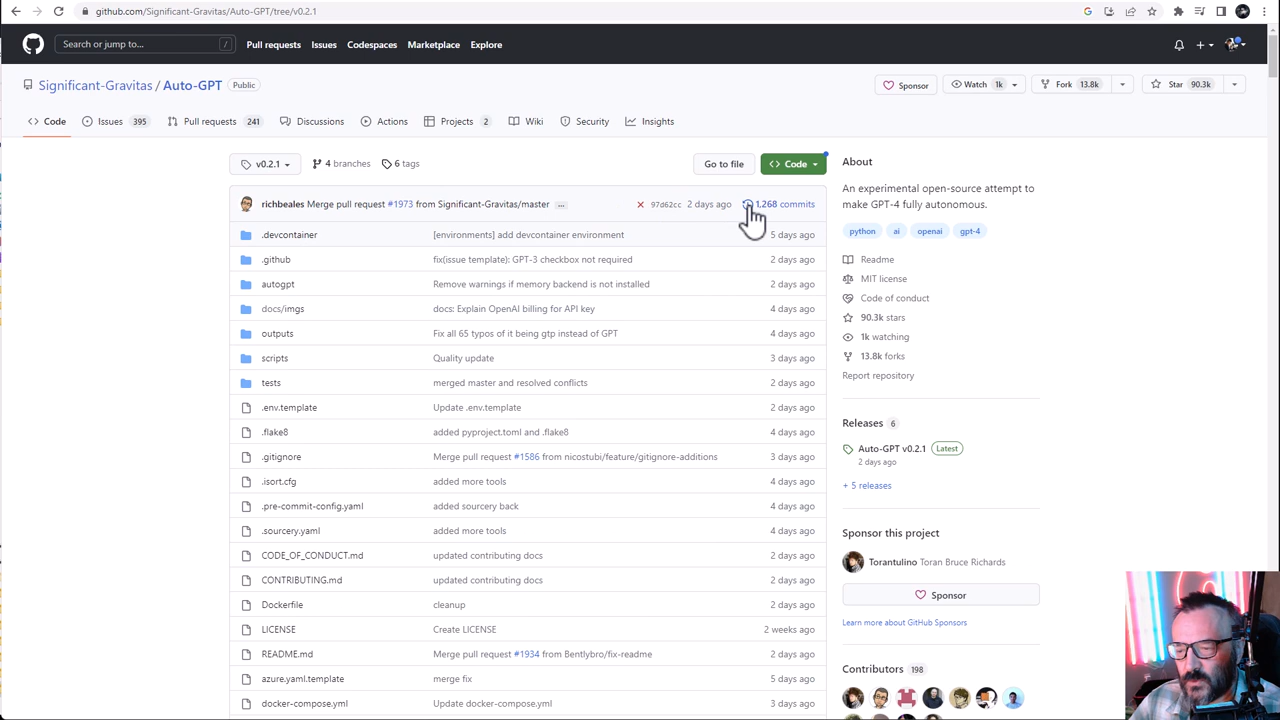 github.com/Significant-Gravitas/Auto-GPT/tree/v0.2.1
Search or jump to... /
Pull requests Issues Codespaces Marketplace Explore
Significant-Gravitas / Auto-GPT Public
Sponsor Watch 1k Fork 13.8k Star 90.3k
Code Issues 395 Pull requests 241 Discussions Actions Projects 2 Wiki Security Insights
v0.2.1 4 branches 6 tags Go to file Code
richbeales Merge pull request #1973 from Significant-Gravitas/master ... 97d62cc 2 days ago 1,268 commits
.devcontainer [environments] add devcontainer environment 5 days ago
.github fix(issue template): GPT-3 checkbox not required 2 days ago
autogpt Remove warnings if memory backend is not installed 2 days ago
docs/imgs docs: Explain OpenAI billing for API key 4 days ago
outputs Fix all 65 typos of it being gtp instead of GPT 4 days ago
scripts Quality update 3 days ago
tests merged master and resolved conflicts 2 days ago
.env.template Update .env.template 2 days ago
.flake8 added pyproject.toml and .flake8 4 days ago
.gitignore Merge pull request #1586 from nicostubi/feature/gitignore-additions 3 days ago
.isort.cfg added more tools 4 days ago
.pre-commit-config.yaml added sourcery back 4 days ago
.sourcery.yaml added more tools 4 days ago
CODE_OF_CONDUCT.md updated contributing docs 2 days ago
CONTRIBUTING.md updated contributing docs 2 days ago
Dockerfile cleanup 2 days ago
LICENSE Create LICENSE 2 weeks ago
README.md Merge pull request #1934 from Bentlybro/fix-readme 2 days ago
azure.yaml.template merge fix 5 days ago
docker-compose.yml Update docker-compose.yml 3 days ago
About
An experimental open-source attempt to
make GPT-4 fully autonomous.
python ai openai gpt-4
Readme
MIT license
Code of conduct
90.3k stars
1k watching
13.8k forks
Report repository
Releases 6
Auto-GPT v0.2.1 Latest
2 days ago
+ 5 releases
Sponsor this project
Torantulino Toran Bruce Richards
Sponsor
Learn more about GitHub Sponsors
Contributors 198